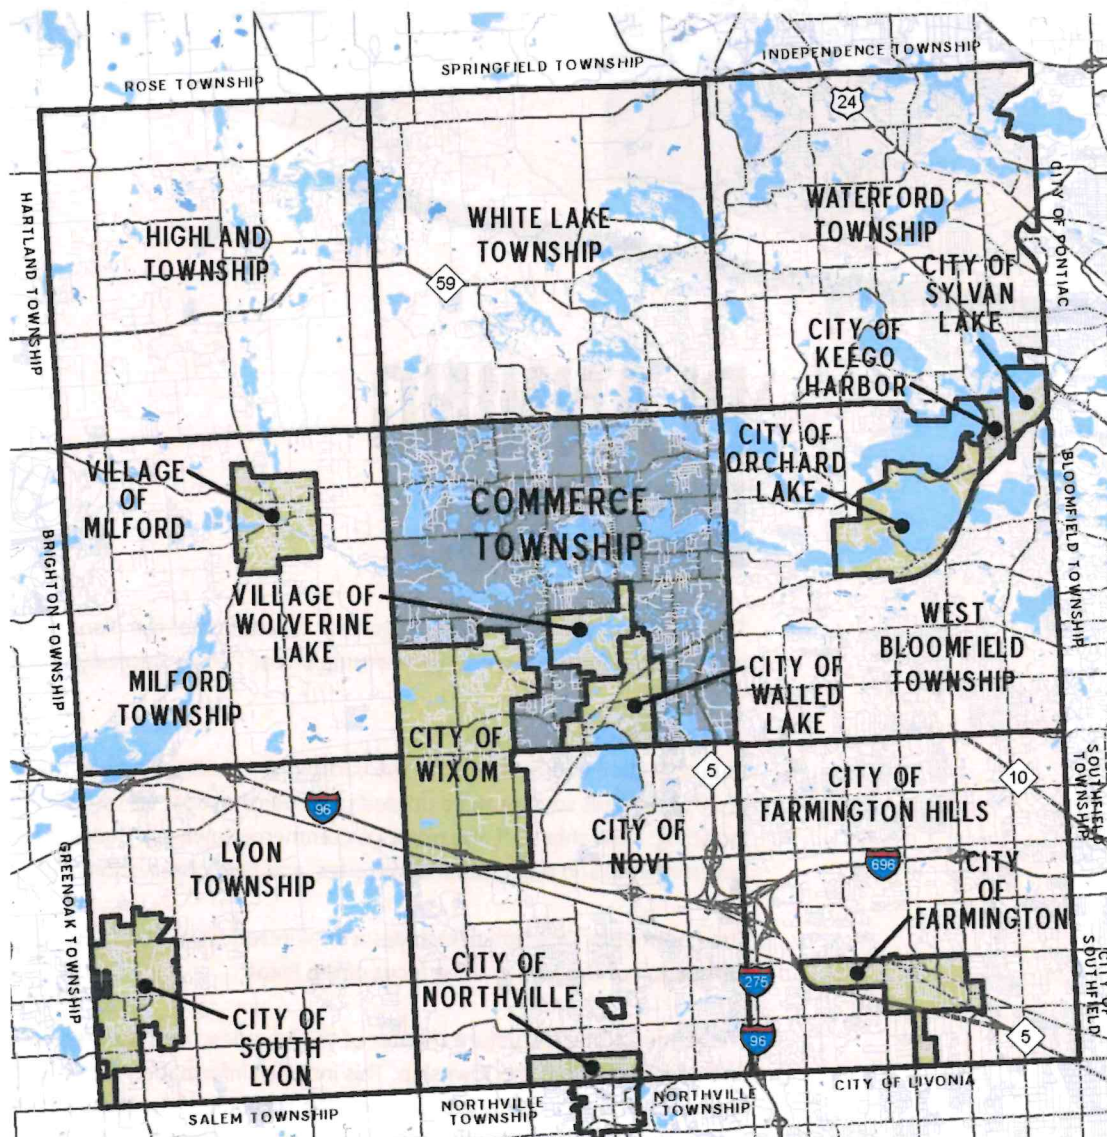 INDEPENDENCE TOWNSHIP
SPRINGFIELD TOWNSHIP
ROSE TOWNSHIP
24
HARTLAND TOWNSHIP
HIGHLAND
TOWNSHIP
WHITE LAKE
TOWNSHIP
59
WATERFORD
TOWNSHIP
CITY OF PONTIAC
CITY OF
SYLVAN
LAKE
CITY OF
KEEGO
HARBOR
VILLAGE
OF
MILFORD
COMMERCE
TOWNSHIP
CITY OF
ORCHARD
LAKE
BLOOMFIELD TOWNSHIP
BRIGHTON TOWNSHIP
VILLAGE OF
WOLVERINE
LAKE
WEST
BLOOMFIELD
TOWNSHIP
MILFORD
TOWNSHIP
CITY OF
WALLED
LAKE
CITY OF
WIXOM
5
10
SOUTHFIELD
TOWNSHIP
96
CITY OF
FARMINGTON HILLS
CITY OF
NOVI
LYON
TOWNSHIP
696
GREENOAK TOWNSHIP
CITY
OF
FARMINGTON
CITY OF
NORTHVILLE
275
CITY OF
SOUTHFIELD
CITY OF
SOUTH
LYON
96
5
CITY OF LIVONIA
SALEM TOWNSHIP
NORTHVILLE
TOWNSHIP
NORTHVILLE
TOWNSHIP